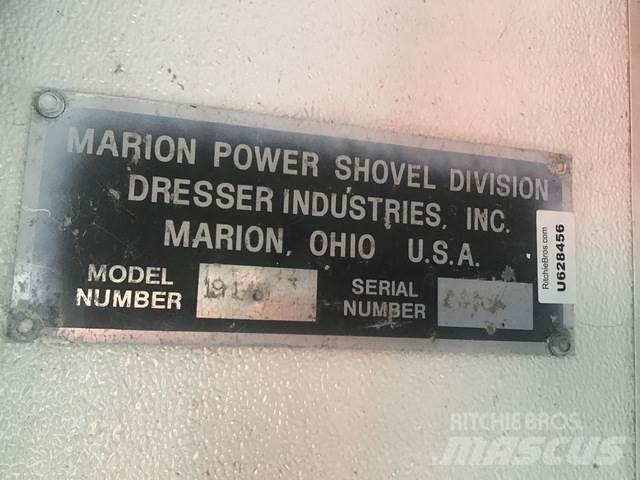 MARION POWER SHOVEL DIVISION
DRESSER INDUSTRIES, INC.
MARION, OHIO U.S.A.
MODEL NUMBER
SERIAL NUMBER
RitchieBros.com
U628456
RITCHIE BROS.
MASCUS